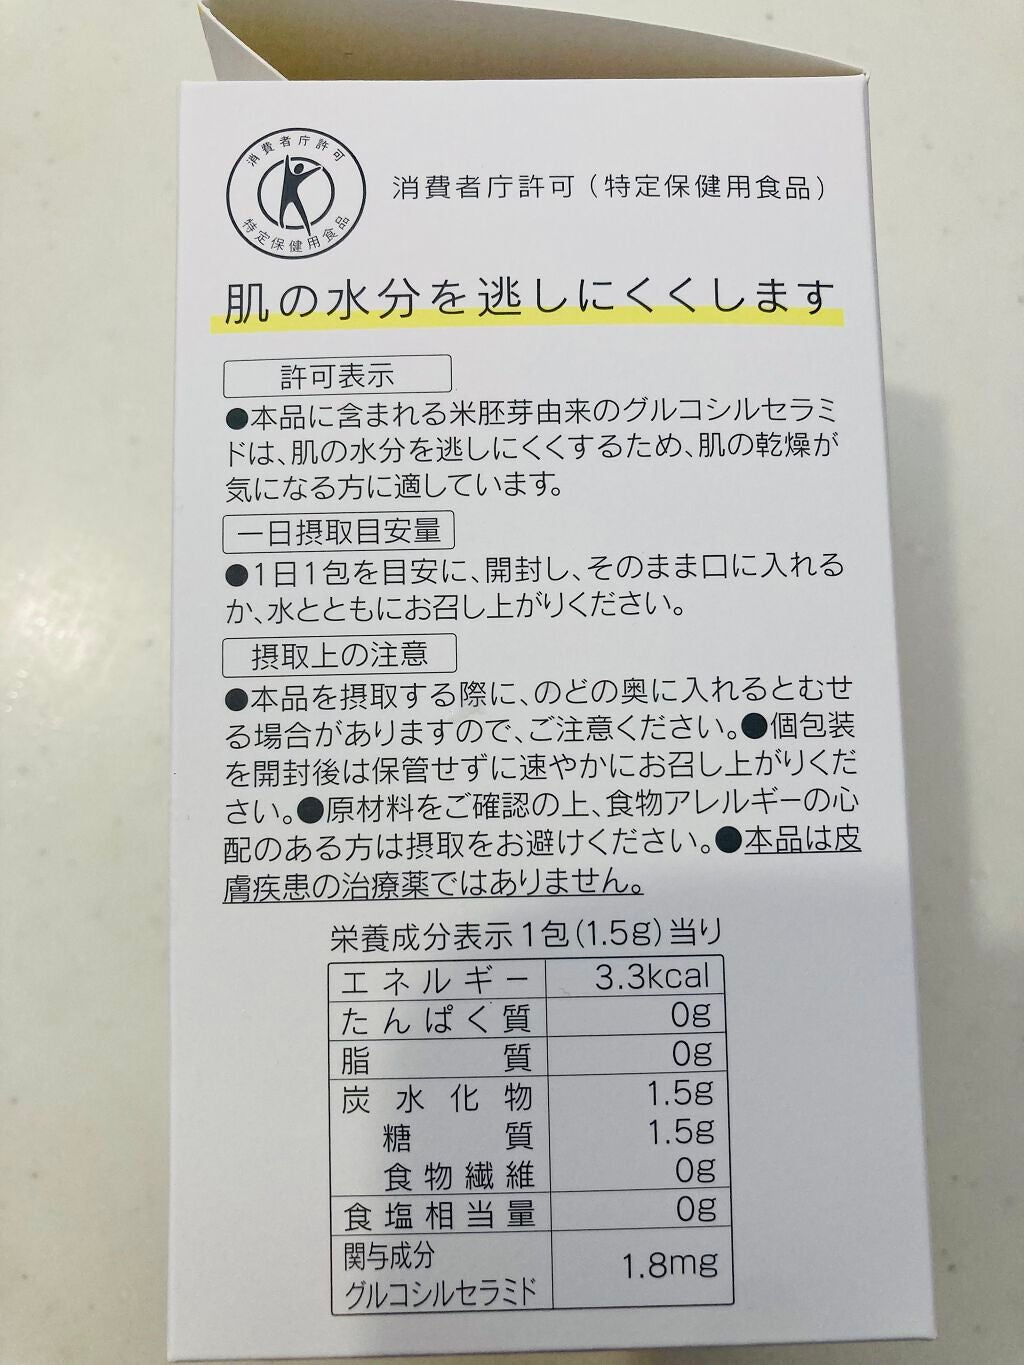 消費者庁許可
特定保健用食品
消費者庁許可（特定保健用食品）
肌の水分を逃しにくくします
許可表示
●本品に含まれる米胚芽由来のグルコシルセラミ
ドは、肌の水分を逃しにくくするため、肌の乾燥が
気になる方に適しています。
一日摂取目安量
●1日1包を目安に、開封し、そのまま口に入れる
か、水とともにお召し上がりください。
摂取上の注意
●本品を摂取する際に、のどの奥に入れるとむせ
る場合がありますので、ご注意ください。●個包装
を開封後は保管せずに速やかにお召し上がりくだ
さい。●原材料をご確認の上、食物アレルギーの心
配のある方は摂取をお避けください。●本品は皮
膚疾患の治療薬ではありません。
栄養成分表示1包(1.5g)当り
エネルギー 3.3kcal
たんぱく質 0g
脂質 0g
炭水化物 1.5g
糖質 1.5g
食物繊維 0g
食塩相当量 0g
関与成分
グルコシルセラミド 1.8mg